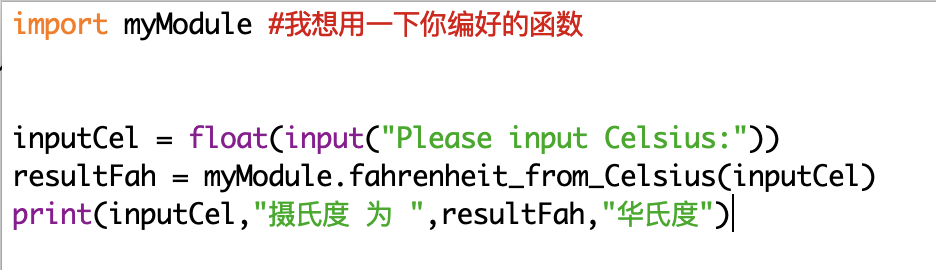 import myModule #我想用一下你编好的函数
inputCel = float(input("Please input Celsius:"))
resultFah = myModule.fahrenheit_from_Celsius(inputCel)
print(inputCel,"摄氏度 为 ",resultFah,"华氏度")